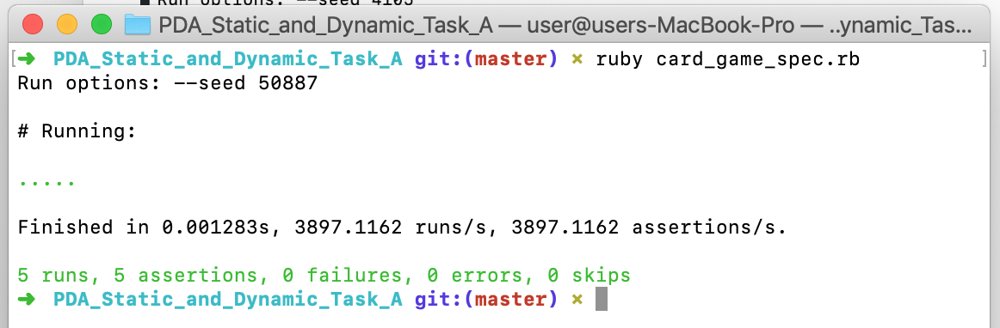 Run options: --seed 4105
PDA_Static_and_Dynamic_Task_A — user@users-MacBook-Pro — ..ynamic_Tas...
[➜ PDA_Static_and_Dynamic_Task_A git:(master) × ruby card_game_spec.rb ]
Run options: --seed 50887
# Running:
.....
Finished in 0.001283s, 3897.1162 runs/s, 3897.1162 assertions/s.
5 runs, 5 assertions, 0 failures, 0 errors, 0 skips
➜ PDA_Static_and_Dynamic_Task_A git:(master) ×